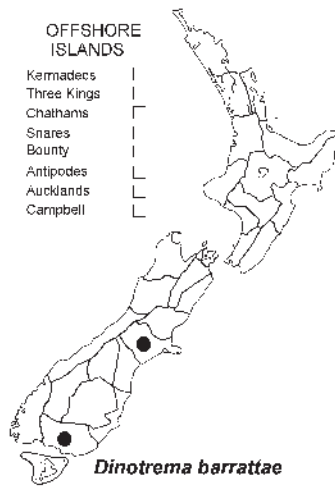 OFFSHORE
ISLANDS
Kermadecs
Three Kings
Chathams
Snares
Bounty
Antipodes
Aucklands
Campbell
Dinotrema barrattae